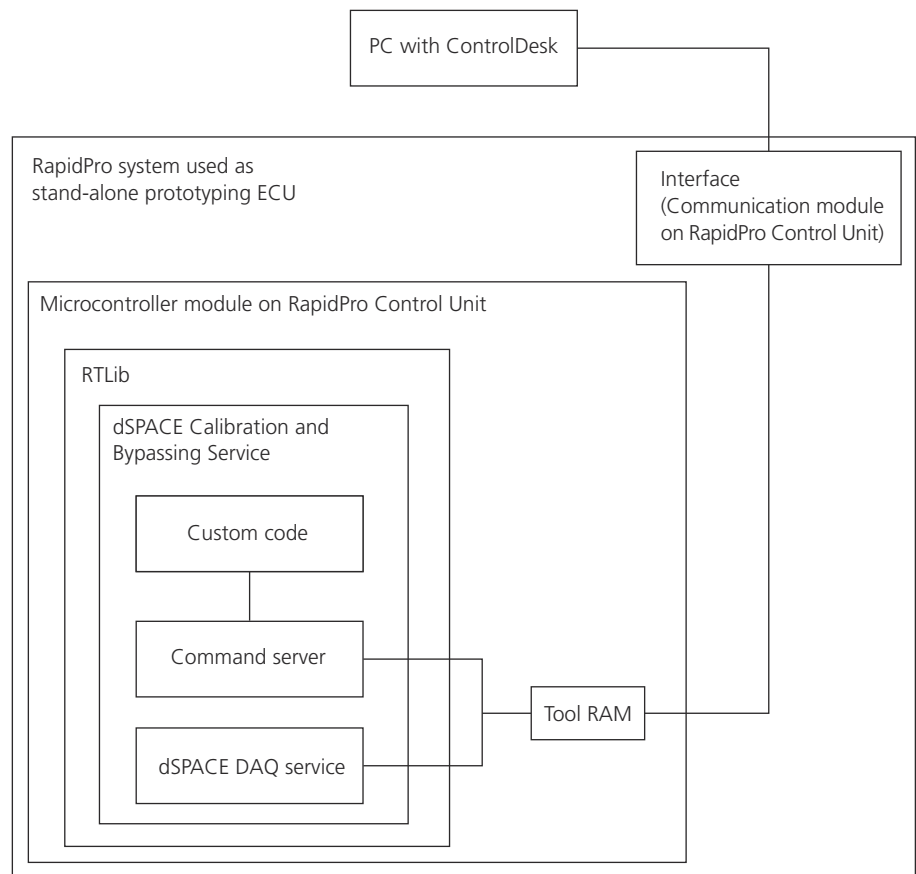 PC with ControlDesk
RapidPro system used as
stand-alone prototyping ECU
Interface
(Communication module
on RapidPro Control Unit)
Microcontroller module on RapidPro Control Unit
RTLib
dSPACE Calibration and
Bypassing Service
Custom code
Command server
Tool RAM
dSPACE DAQ service